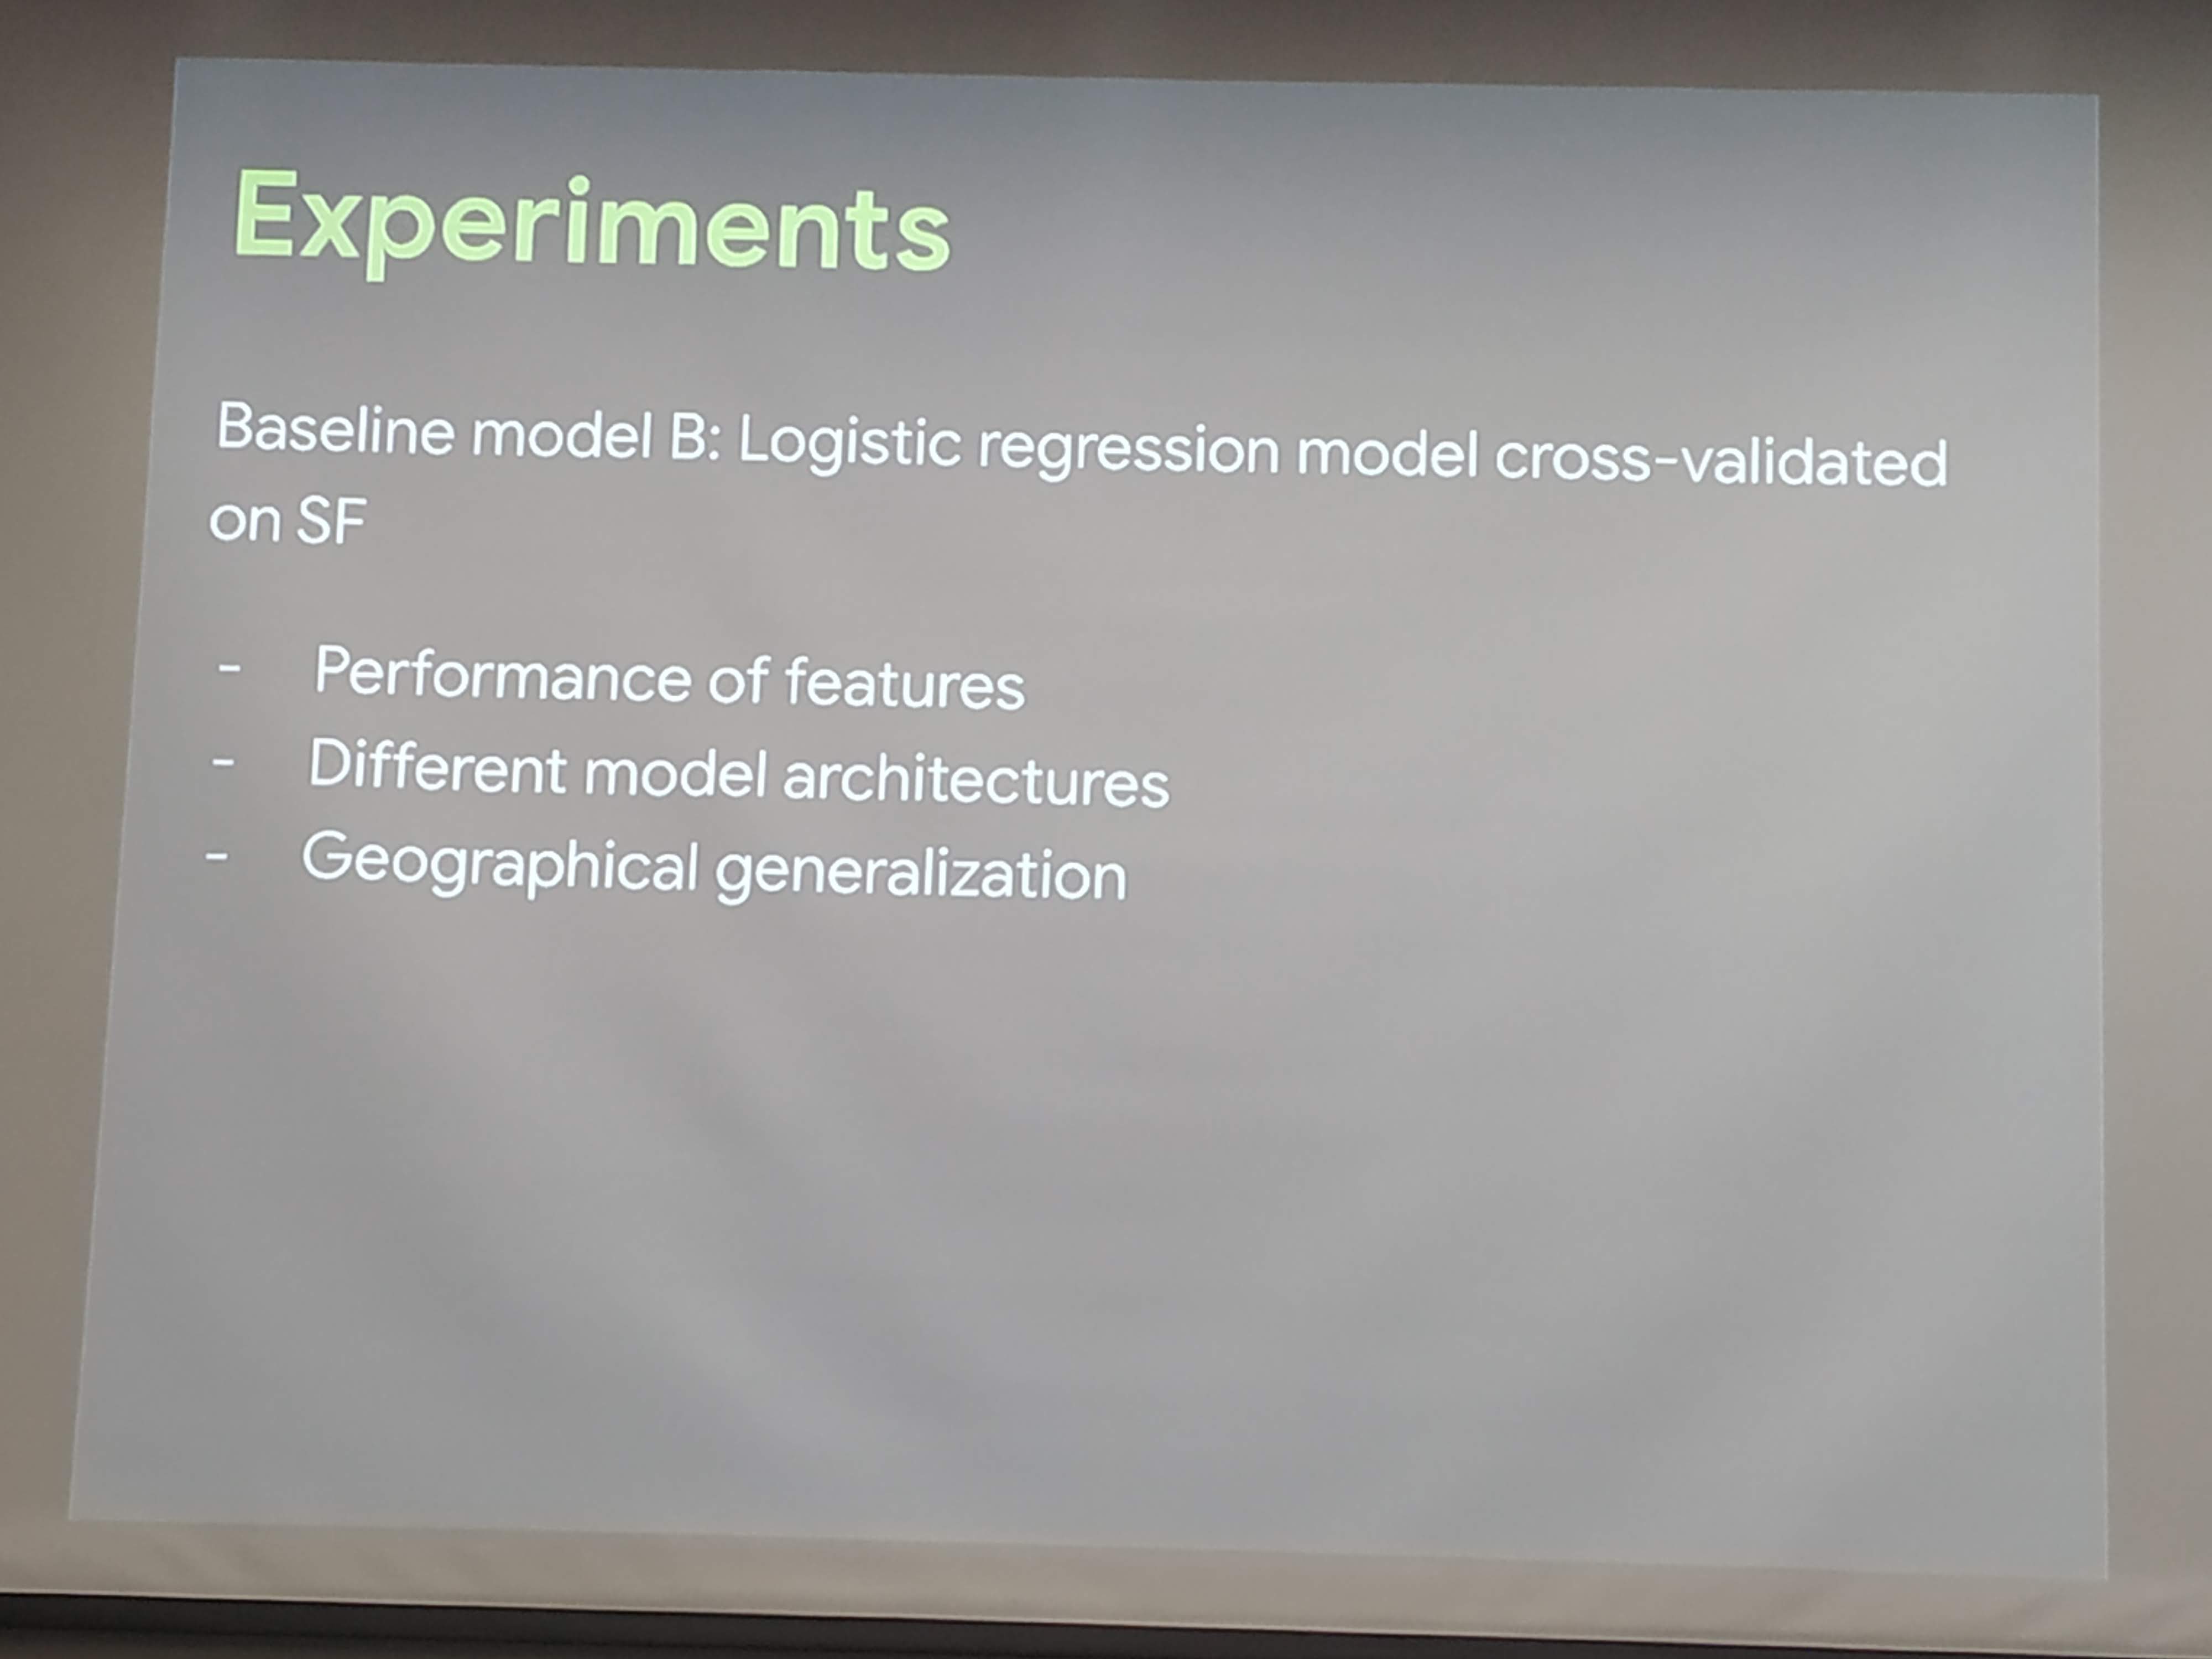 Experiments
Baseline model B: Logistic regression model cross-validated
on SF
- Performance of features
- Different model architectures
- Geographical generalization